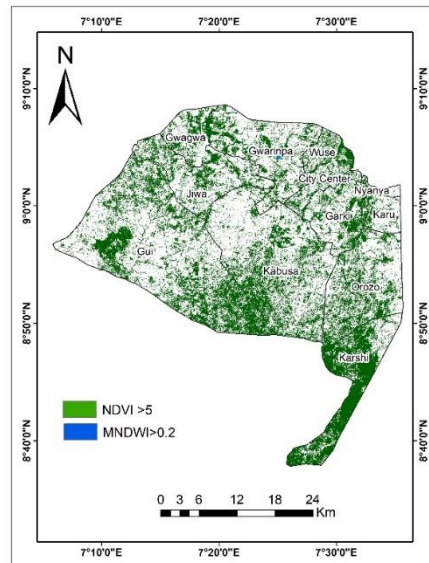 7°10'0"E 7°20'0"E 7°30'0"E
N
9°10'0"N
9°10'0"N
Gwagwa
Gwarinpa
Wuse
City Center
Nyanya
9°0'0"N
9°0'0"N
Jiwa
Garki
Karu
Gui
Kabusa
Orozo
8°50'0"N
8°50'0"N
Karshi
NDVI >5
MNDWI>0.2
8°40'0"N
8°40'0"N
0 3 6 12 18 24
Km
7°10'0"E 7°20'0"E 7°30'0"E